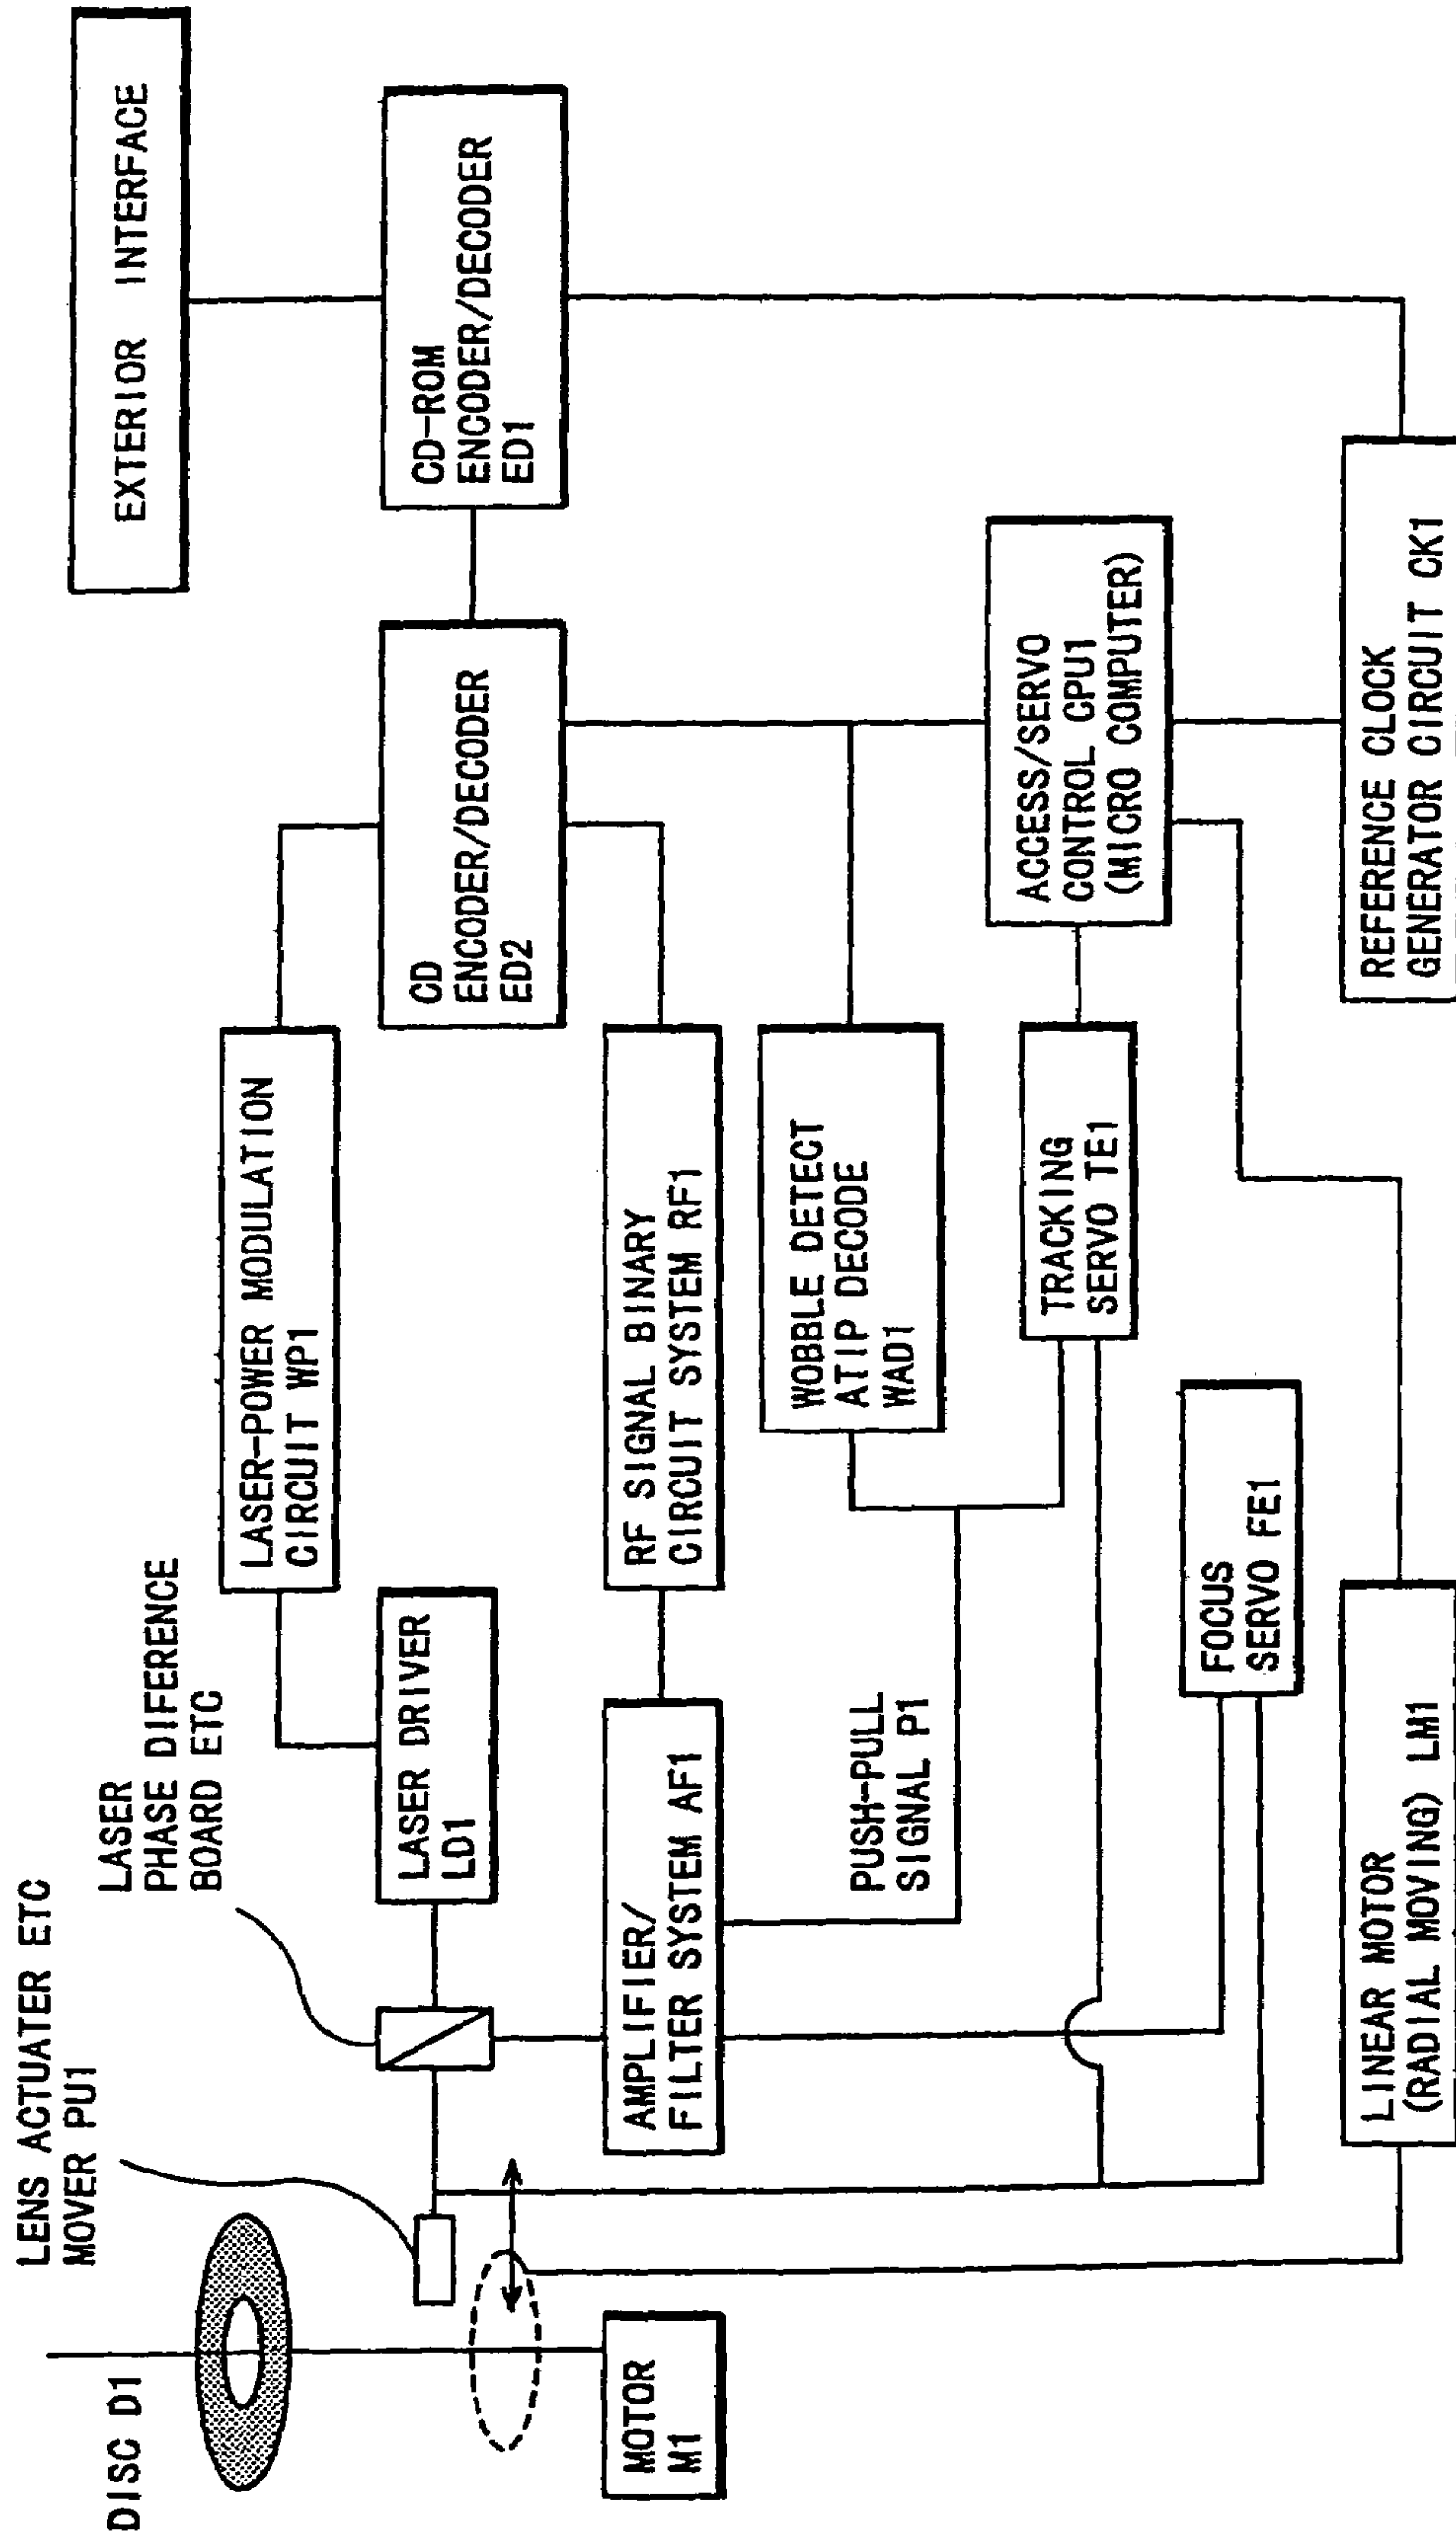 LENS ACTUATER ETC
MOVER PU1
DISC D1
LASER
PHASE DIFERENCE
BOARD ETC
EXTERIOR INTERFACE
LASER-POWER MODULATION
CIRCUIT WP1
LASER DRIVER
LD1
CD
ENCODER/DECODER
ED2
CD-ROM
ENCODER/DECODER
ED1
MOTOR
M1
AMPLIFIER/
FILTER SYSTEM AF1
RF SIGNAL BINARY
CIRCUIT SYSTEM RF1
PUSH-PULL
SIGNAL P1
WOBBLE DETECT
ATIP DECODE
WAD1
TRACKING
SERVO TE1
ACCESS/SERVO
CONTROL CPU1
(MICRO COMPUTER)
FOCUS
SERVO FE1
LINEAR MOTOR
(RADIAL MOVING) LM1
REFERENCE CLOCK
GENERATOR CIRCUIT CK1